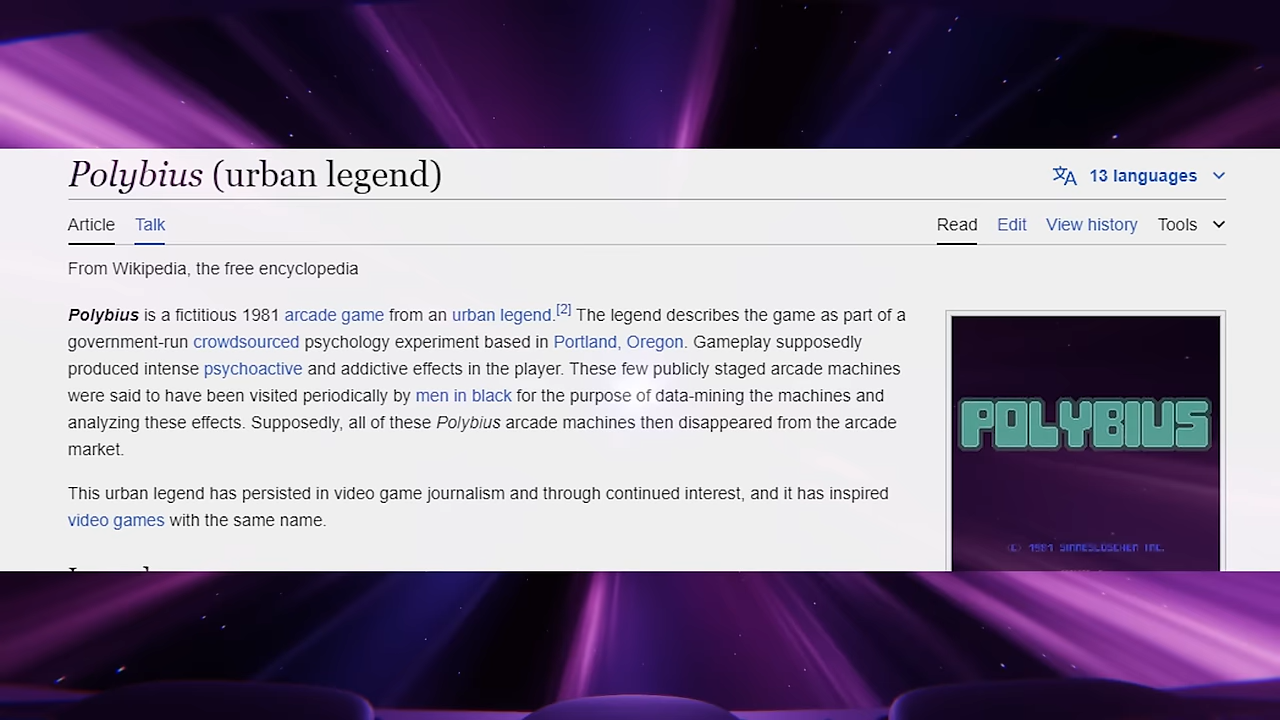 Polybius (urban legend)
13 languages
Article Talk
Read Edit View history Tools
From Wikipedia, the free encyclopedia
Polybius is a fictitious 1981 arcade game from an urban legend.[2] The legend describes the game as part of a
government-run crowdsourced psychology experiment based in Portland, Oregon. Gameplay supposedly
produced intense psychoactive and addictive effects in the player. These few publicly staged arcade machines
were said to have been visited periodically by men in black for the purpose of data-mining the machines and
analyzing these effects. Supposedly, all of these Polybius arcade machines then disappeared from the arcade
market.
This urban legend has persisted in video game journalism and through continued interest, and it has inspired
video games with the same name.
POLYBIUS
(C) 1981 SINNESLOSCHEN INC.